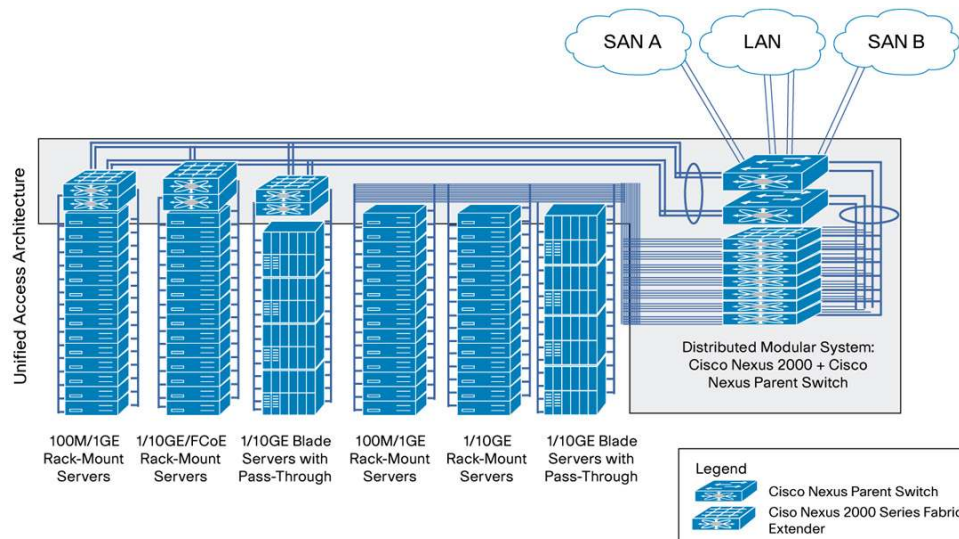 SAN A
LAN
SAN B
Unified Access Architecture
Distributed Modular System:
Cisco Nexus 2000 + Cisco
Nexus Parent Switch
100M/1GE
Rack-Mount
Servers
1/10GE/FCoE
Rack-Mount
Servers
1/10GE Blade
Servers with
Pass-Through
100M/1GE
Rack-Mount
Servers
1/10GE
Rack-Mount
Servers
1/10GE Blade
Servers with
Pass-Through
Legend
Cisco Nexus Parent Switch
Ciso Nexus 2000 Series Fabric
Extender